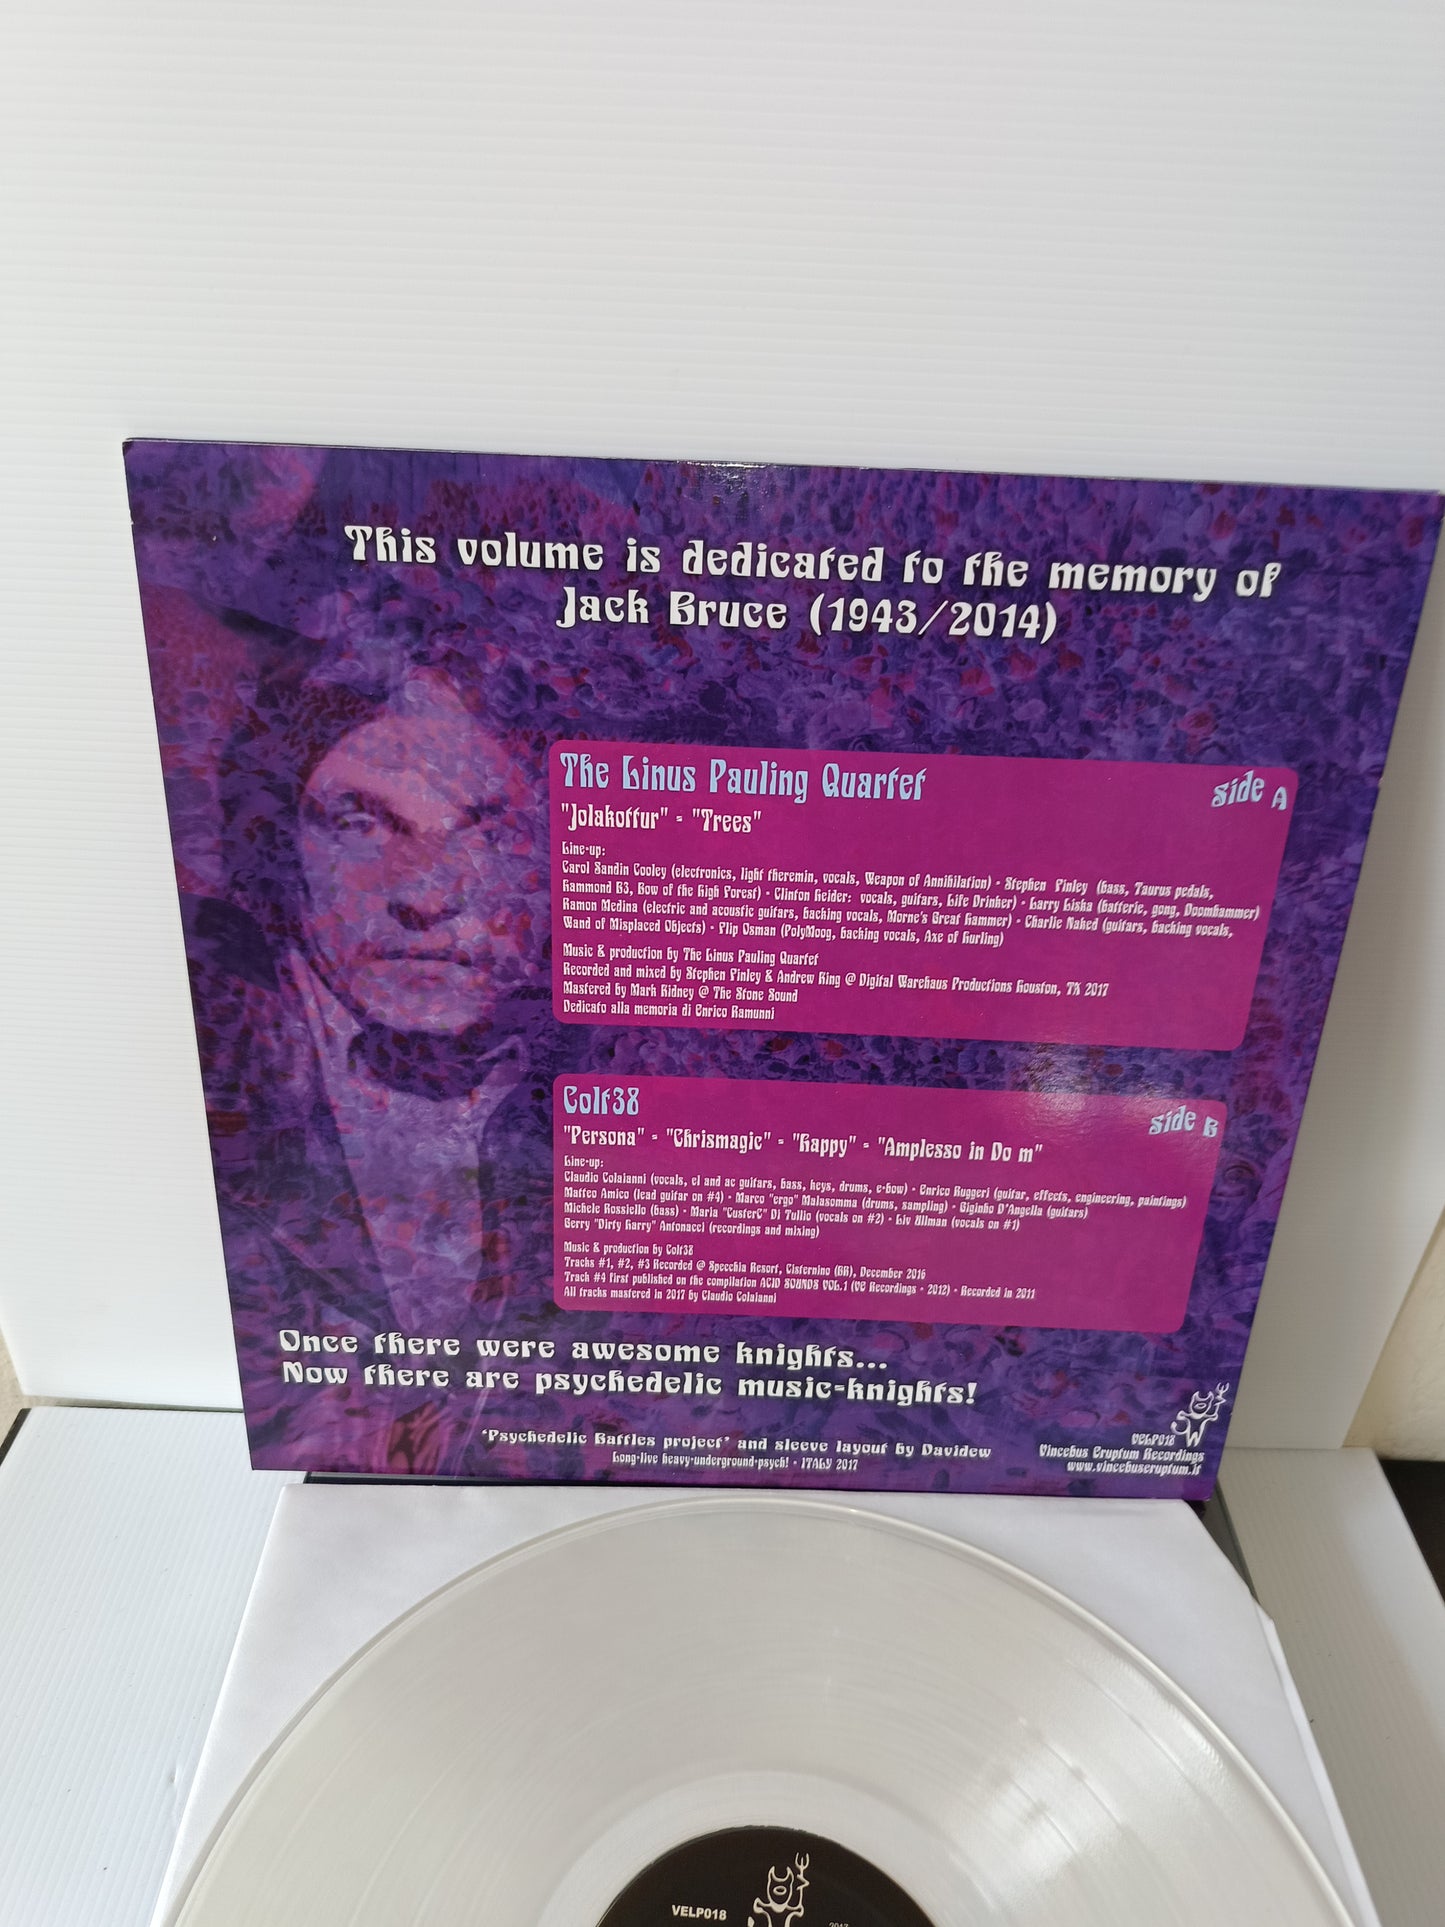 This volume is dedicated to the memory of
Jack Bruce (1943/2014)
The Linus Pauling Quartet
Side A
"Jolakottur" - "Trees"
Line-up:
Carol Sandin Cooley (electronics, light theremin, vocals, Weapon of Annihilation) - Stephen Finley (bass, Taurus pedals,
Hammond B3, Bow of the High Forest) - Clinton Heider: vocals, guitars, Life Drinker) - Larry Liska (batterie, gong, Doomhammer)
Ramon Medina (electric and acoustic guitars, backing vocals, Morne's Great Hammer) - Charlie Naked (guitars, backing vocals,
Wand of Misplaced Objects) - Flip Osman (PolyMoog, backing vocals, Axe of Hurling)
Music & production by The Linus Pauling Quartet
Recorded and mixed by Stephen Finley & Andrew King @ Digital Warehaus Productions Houston, TX 2017
Mastered by Mark Kidney @ The Stone Sound
Dedicato alla memoria di Enrico Ramunni
Colt38
Side B
"Persona" - "Chrismagic" - "Happy" - "Amplesso in Do m"
Line-up:
Claudio Colaianni (vocals, el and ac guitars, bass, keys, drums, e-bow) - Enrico Ruggeri (guitar, effects, engineering, paintings)
Matteo Amico (lead guitar on #4) - Marco "ergo" Malasomma (drums, sampling) - Giginho D'Angella (guitars)
Michele Rossiello (bass) - Maria "CusterC" Di Tullio (vocals on #2) - Liv Ullman (vocals on #1)
Gerry "Dirty Harry" Antonacci (recordings and mixing)
Music & production by Colt38
Tracks #1, #2, #3 Recorded @ Specchia Resort, Cisternino (BR), December 2016
Track #4 first published on the compilation ACID SOUNDS VOL.1 (VE Recordings - 2012) - Recorded in 2011
All tracks mastered in 2017 by Claudio Colaianni
Once there were awesome knights...
Now there are psychedelic music-knights!
'Psychedelic Battles project' and sleeve layout by Davidew
Long-live heavy-underground-psych! - ITALY 2017
VELP018
Vincebus Eruptum Recordings
www.vincebuseruptum.it
VELP018
2017